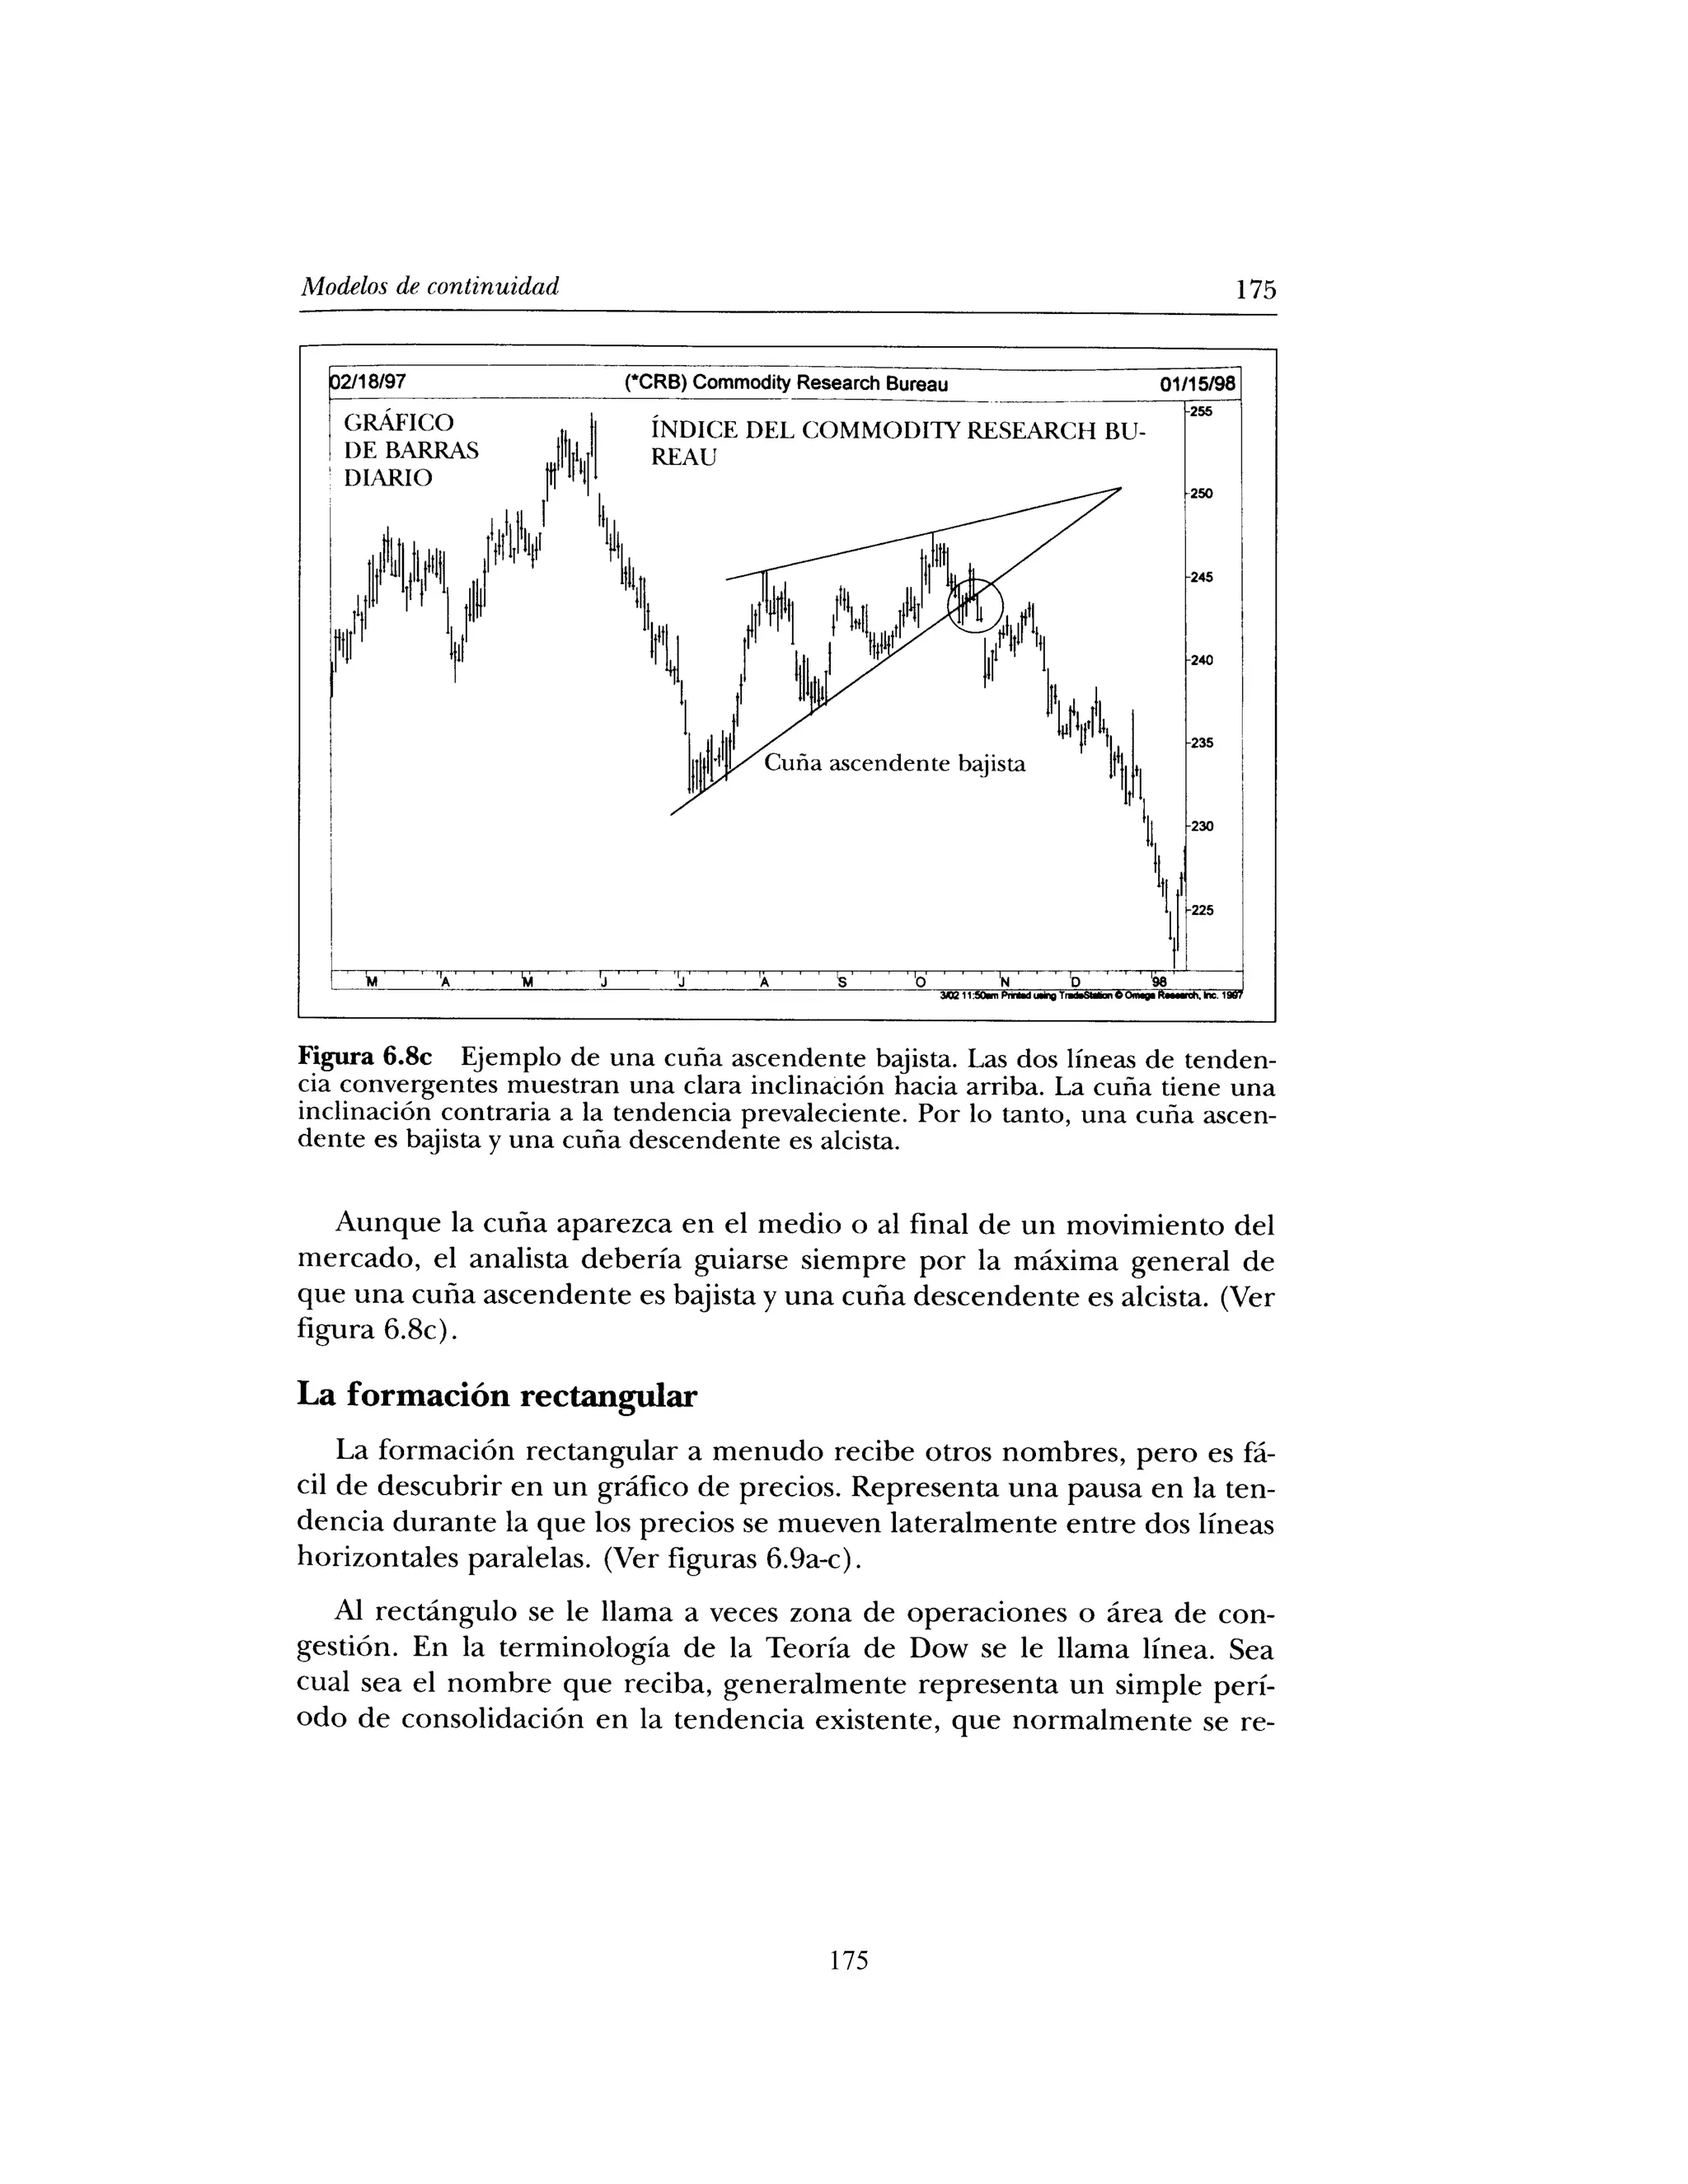 Modelos de continuidad 175
02/18/97 (*CRB) Commodity Research Bureau 01/15/98
GRÁFICO
DE BARRAS
DIARIO
ÍNDICE DEL COMMODITY RESEARCH BU-
REAU
255
250
245
240
235
230
225
Cuña ascendente bajista
M A M J J A S O N D 98
3/02 11:50am Printed using TradeStation © Omega Research, Inc. 1997
Figura 6.8c Ejemplo de una cuña ascendente bajista. Las dos líneas de tenden-
cia convergentes muestran una clara inclinación hacia arriba. La cuña tiene una
inclinación contraria a la tendencia prevaleciente. Por lo tanto, una cuña ascen-
dente es bajista y una cuña descendente es alcista.
Aunque la cuña aparezca en el medio o al final de un movimiento del
mercado, el analista debería guiarse siempre por la máxima general de
que una cuña ascendente es bajista y una cuña descendente es alcista. (Ver
figura 6.8c).
La formación rectangular
La formación rectangular a menudo recibe otros nombres, pero es fá-
cil de descubrir en un gráfico de precios. Representa una pausa en la ten-
dencia durante la que los precios se mueven lateralmente entre dos líneas
horizontales paralelas. (Ver figuras 6.9a-c).
Al rectángulo se le llama a veces zona de operaciones o área de con-
gestión. En la terminología de la Teoría de Dow se le llama línea. Sea
cual sea el nombre que reciba, generalmente representa un simple perí-
odo de consolidación en la tendencia existente, que normalmente se re-
175